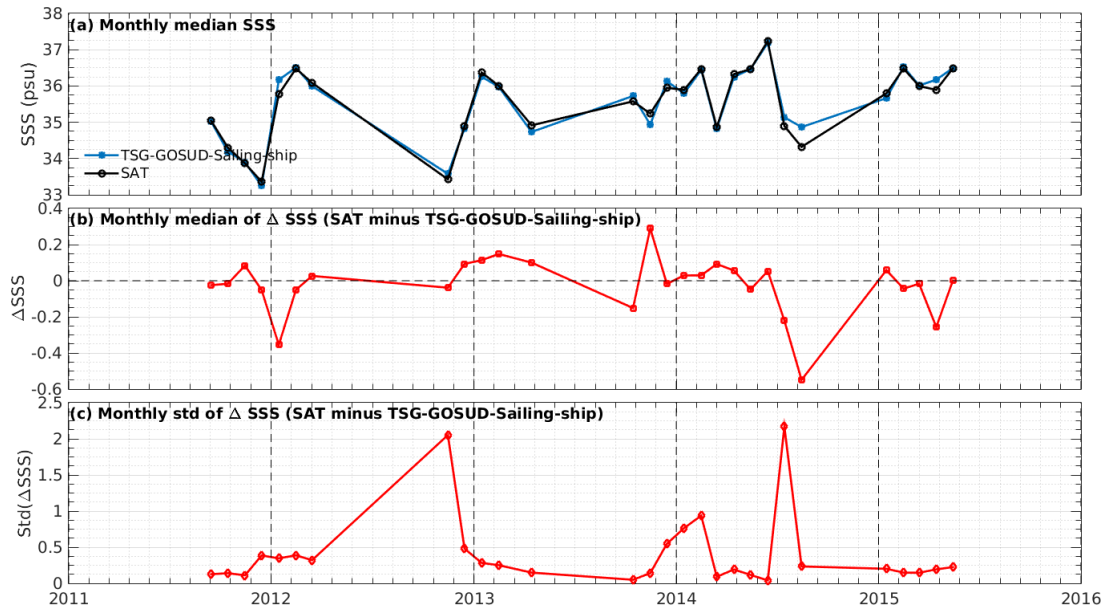 (a) Monthly median SSS
SSS (psu)
38
37
36
35
34
33
TSG-GOSUD-Sailing-ship
SAT
(b) Monthly median of Δ SSS (SAT minus TSG-GOSUD-Sailing-ship)
ΔSSS
0.4
0.2
0
-0.2
-0.4
-0.6
(c) Monthly std of Δ SSS (SAT minus TSG-GOSUD-Sailing-ship)
Std(ΔSSS)
2.5
2
1.5
1
0.5
0
2011 2012 2013 2014 2015 2016